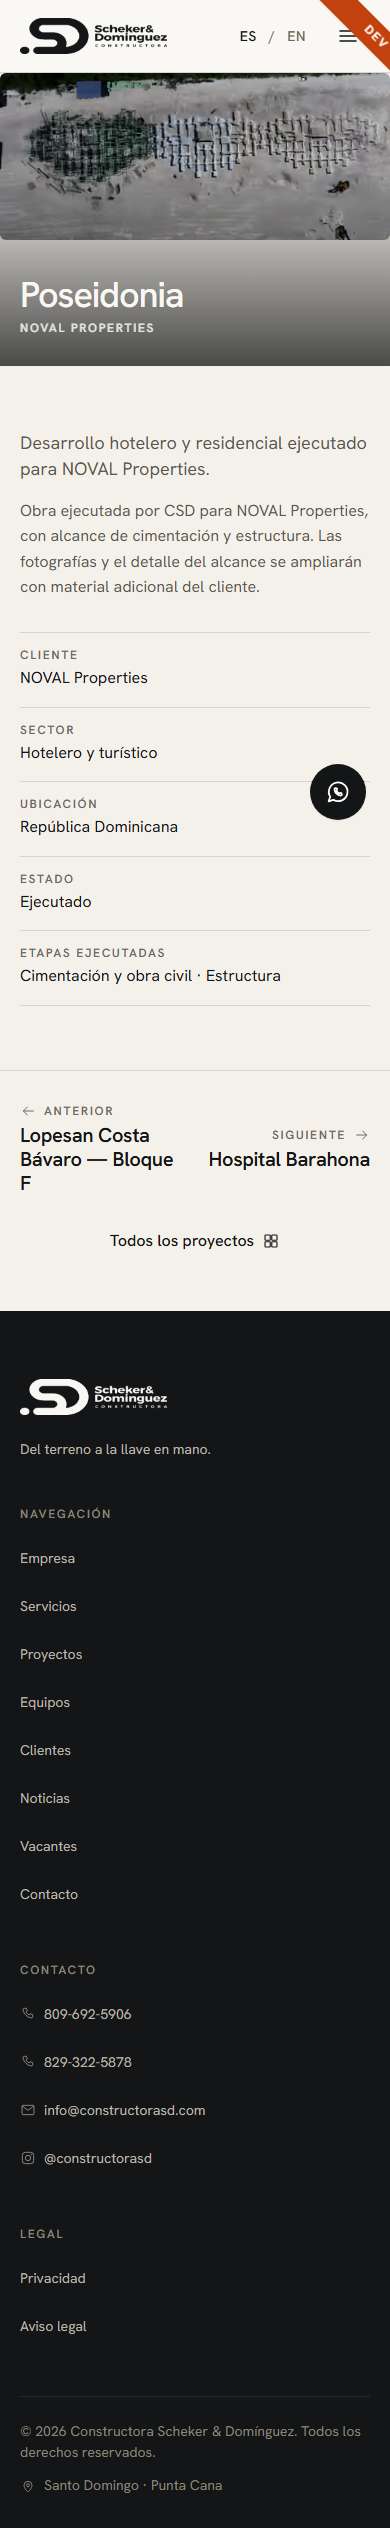 Scheker&
Domínguez
CONSTRUCTORA
ES / EN
DEV
Poseidonia
NOVAL PROPERTIES
Desarrollo hotelero y residencial ejecutado
para NOVAL Properties.
Obra ejecutada por CSD para NOVAL Properties,
con alcance de cimentación y estructura. Las
fotografías y el detalle del alcance se ampliarán
con material adicional del cliente.
CLIENTE
NOVAL Properties
SECTOR
Hotelero y turístico
UBICACIÓN
República Dominicana
ESTADO
Ejecutado
ETAPAS EJECUTADAS
Cimentación y obra civil · Estructura
← ANTERIOR
Lopesan Costa
Bávaro — Bloque
F
SIGUIENTE →
Hospital Barahona
Todos los proyectos
Scheker&
Domínguez
CONSTRUCTORA
Del terreno a la llave en mano.
NAVEGACIÓN
Empresa
Servicios
Proyectos
Equipos
Clientes
Noticias
Vacantes
Contacto
CONTACTO
809-692-5906
829-322-5878
info@constructorasd.com
@constructorasd
LEGAL
Privacidad
Aviso legal
© 2026 Constructora Scheker & Domínguez. Todos los
derechos reservados.
Santo Domingo · Punta Cana